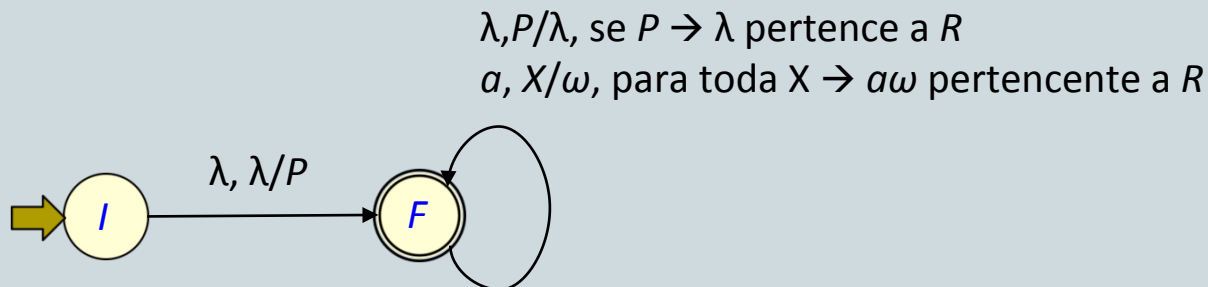 λ,P/λ, se P → λ pertence a R
a, X/ω, para toda X → aω pertencente a R
λ, λ/P
I
F